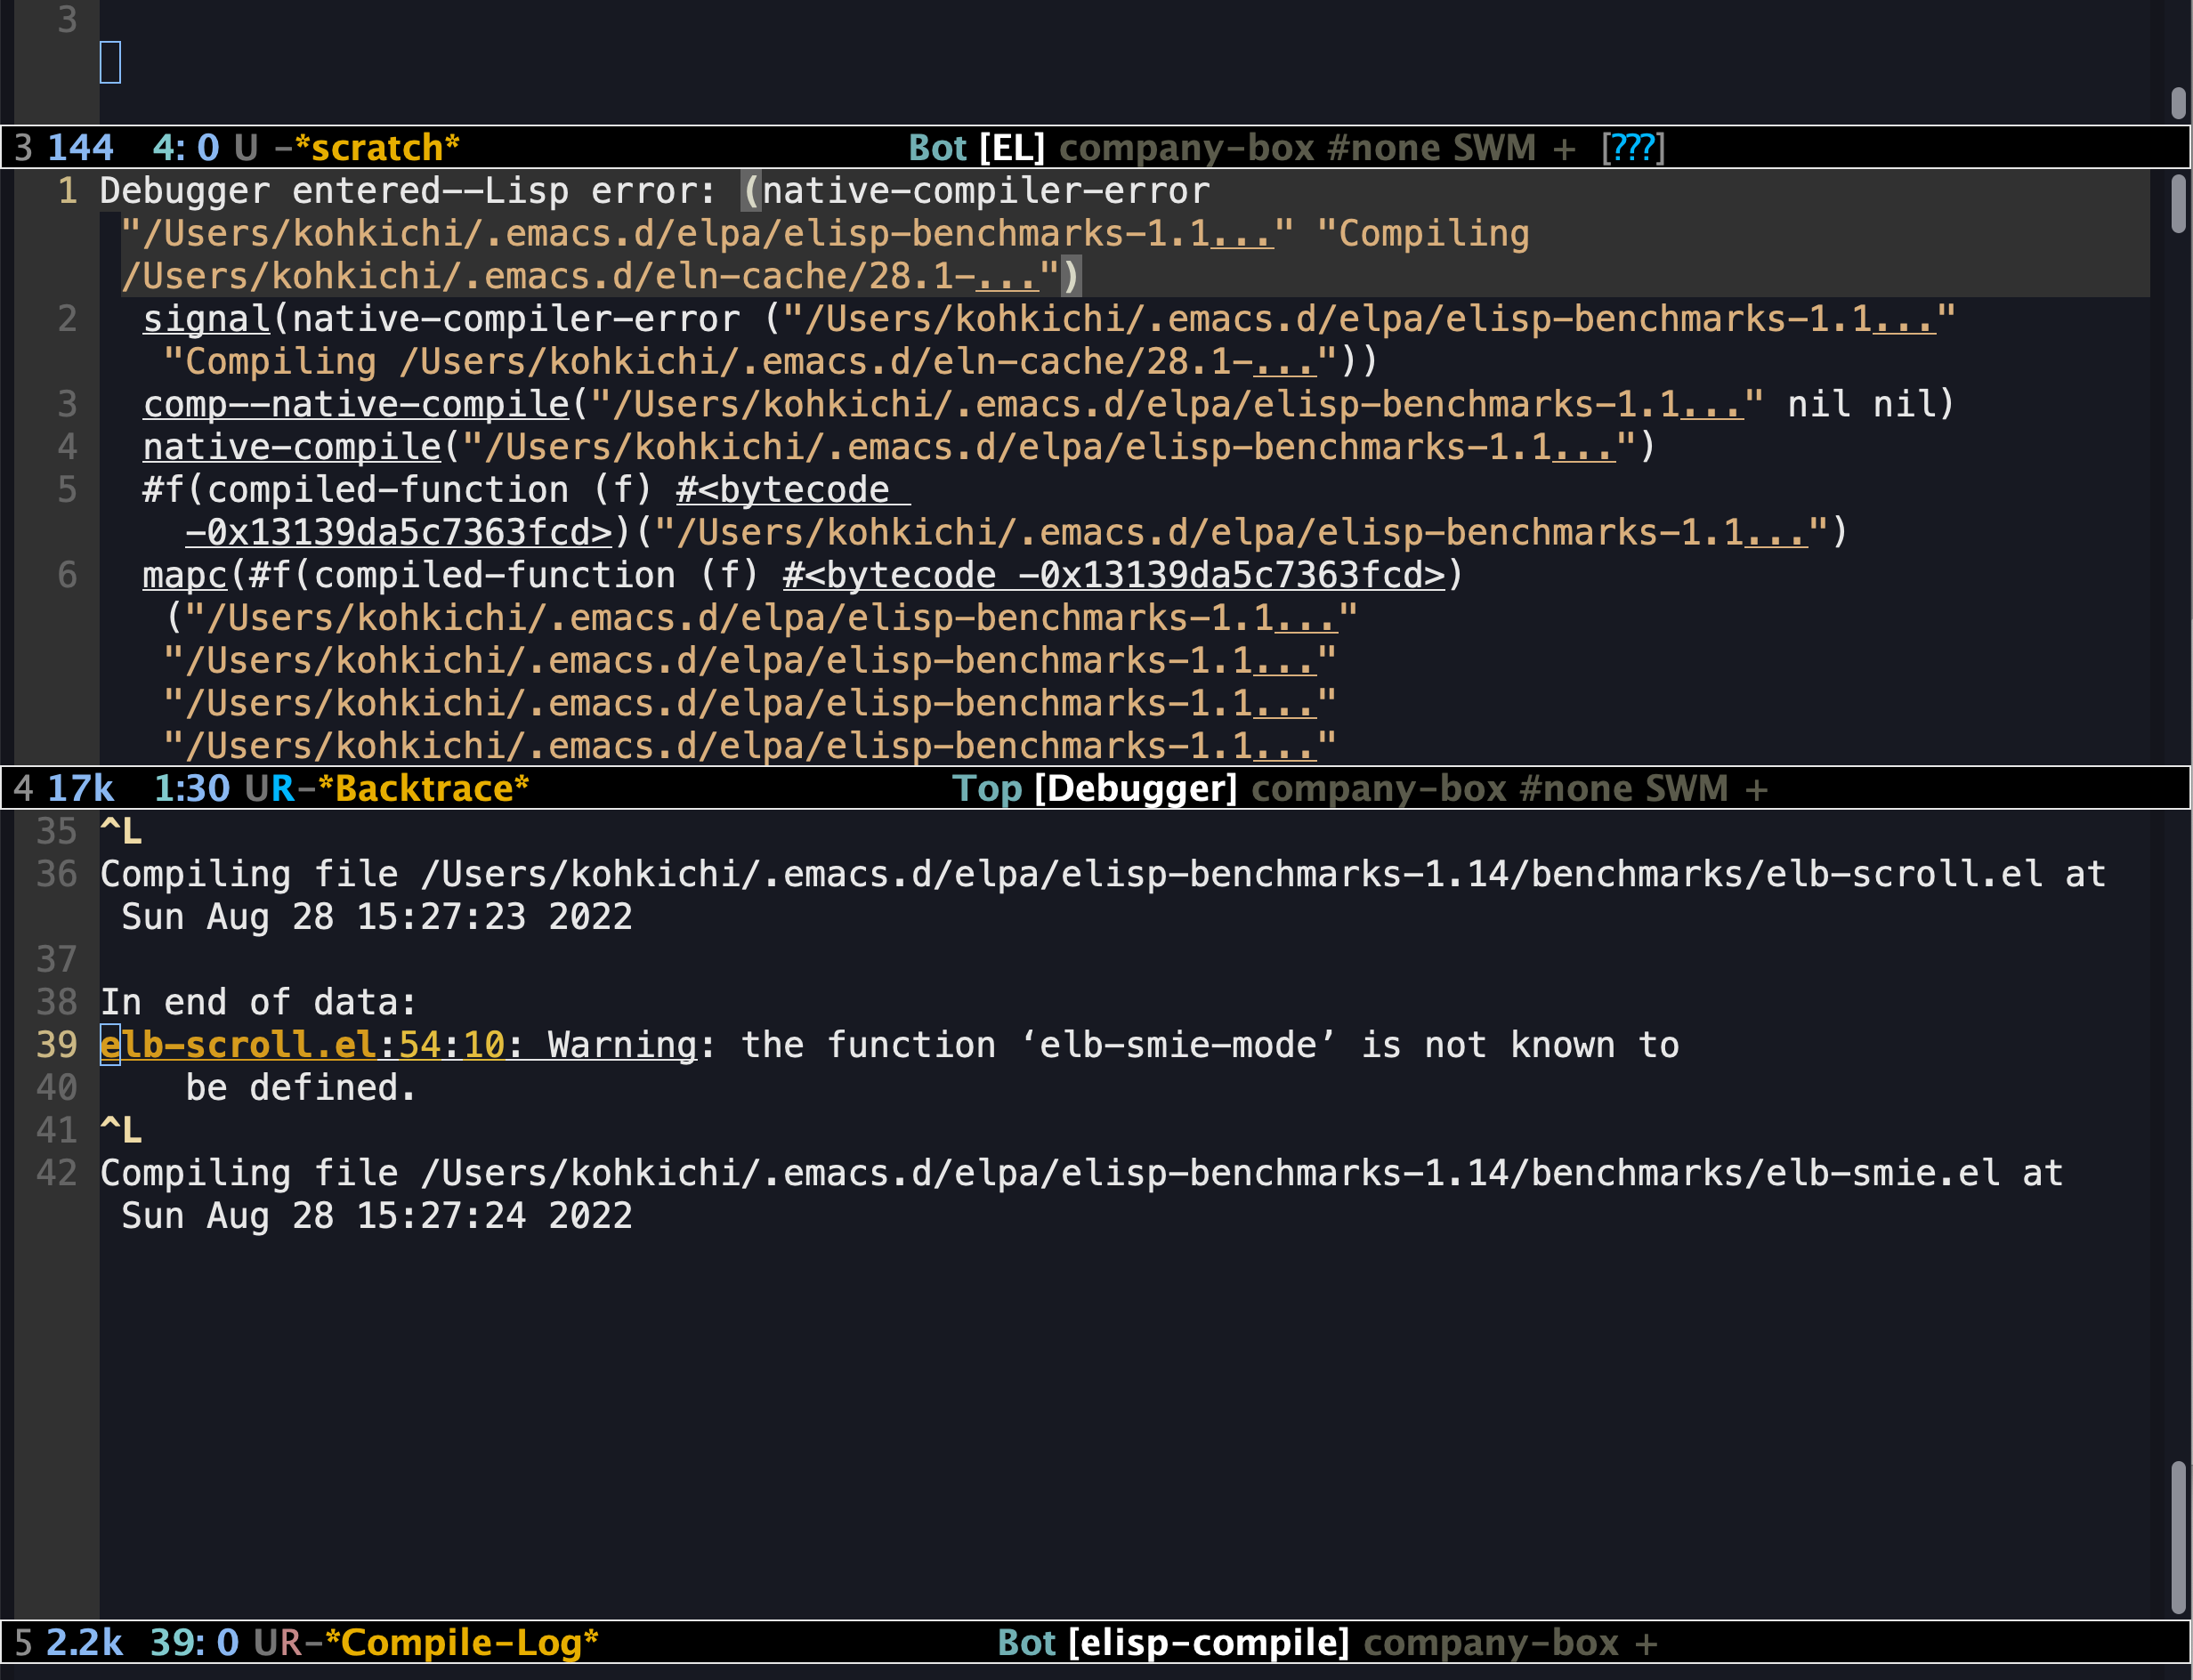 3
3 144 4: 0 U -*scratch* Bot [EL] company-box #none SWM + [???]
1 Debugger entered--Lisp error: (native-compiler-error
"/Users/kohkichi/.emacs.d/elpa/elisp-benchmarks-1.1..." "Compiling
/Users/kohkichi/.emacs.d/eln-cache/28.1-...")
2 signal(native-compiler-error ("/Users/kohkichi/.emacs.d/elpa/elisp-benchmarks-1.1..."
"Compiling /Users/kohkichi/.emacs.d/eln-cache/28.1-..."))
3 comp--native-compile("/Users/kohkichi/.emacs.d/elpa/elisp-benchmarks-1.1..." nil nil)
4 native-compile("/Users/kohkichi/.emacs.d/elpa/elisp-benchmarks-1.1...")
5 #f(compiled-function (f) #<bytecode
-0x13139da5c7363fcd>)("/Users/kohkichi/.emacs.d/elpa/elisp-benchmarks-1.1...")
6 mapc(#f(compiled-function (f) #<bytecode -0x13139da5c7363fcd>)
("/Users/kohkichi/.emacs.d/elpa/elisp-benchmarks-1.1..."
"/Users/kohkichi/.emacs.d/elpa/elisp-benchmarks-1.1..."
"/Users/kohkichi/.emacs.d/elpa/elisp-benchmarks-1.1..."
"/Users/kohkichi/.emacs.d/elpa/elisp-benchmarks-1.1..."
4 17k 1:30 UR-*Backtrace* Top [Debugger] company-box #none SWM +
35 ^L
36 Compiling file /Users/kohkichi/.emacs.d/elpa/elisp-benchmarks-1.14/benchmarks/elb-scroll.el at
Sun Aug 28 15:27:23 2022
37
38 In end of data:
39 elb-scroll.el:54:10: Warning: the function ‘elb-smie-mode’ is not known to
40 be defined.
41 ^L
42 Compiling file /Users/kohkichi/.emacs.d/elpa/elisp-benchmarks-1.14/benchmarks/elb-smie.el at
Sun Aug 28 15:27:24 2022
5 2.2k 39: 0 UR-*Compile-Log* Bot [elisp-compile] company-box +